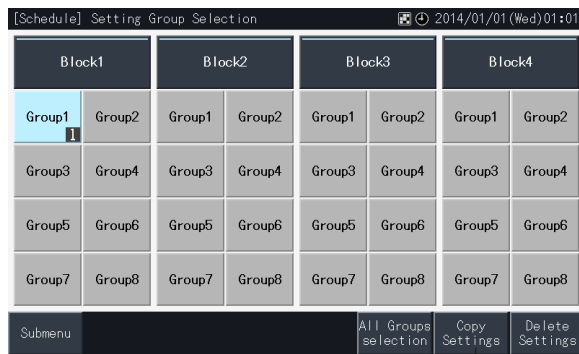 [Schedule] Setting Group Selection 2014/01/01(Wed)01:01
Block1 Block2 Block3 Block4
Group1 Group2 Group1 Group2 Group1 Group2 Group1 Group2
1
Group3 Group4 Group3 Group4 Group3 Group4 Group3 Group4
Group5 Group6 Group5 Group6 Group5 Group6 Group5 Group6
Group7 Group8 Group7 Group8 Group7 Group8 Group7 Group8
Submenu
All Groups
selection
Copy
Settings
Delete
Settings